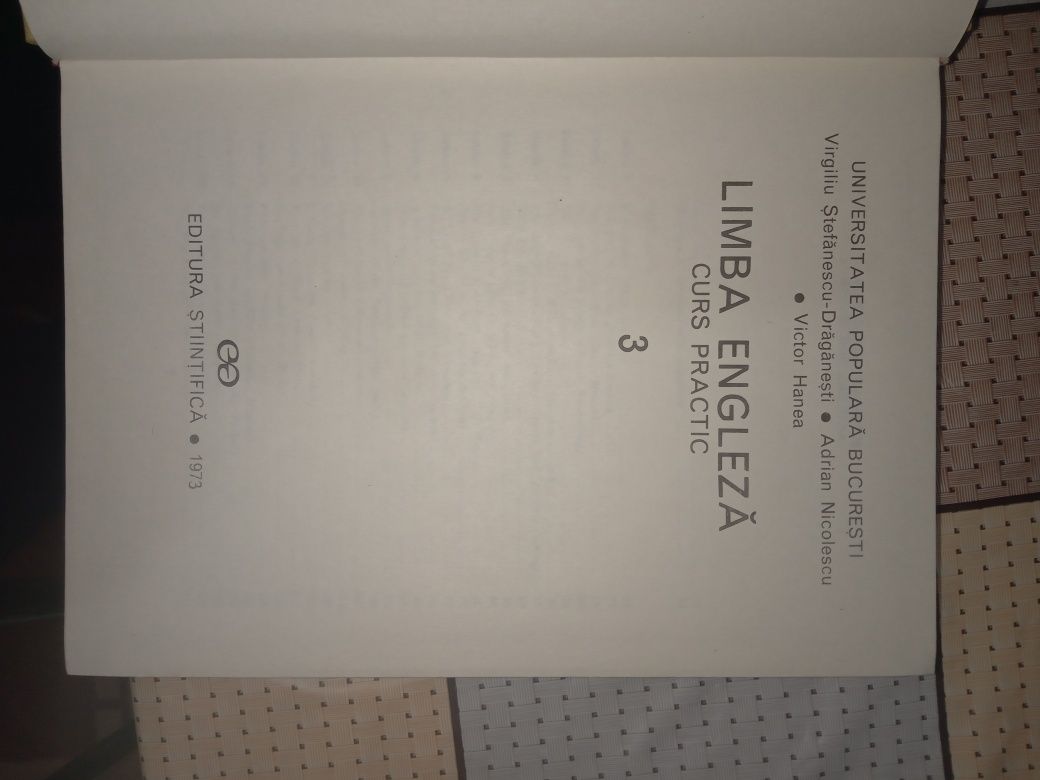 UNIVERSITATEA POPULARĂ BUCUREȘTI
Virgiliu Ștefănescu-Drăgănești ● Adrian Nicolescu
● Victor Hanea
LIMBA ENGLEZĂ
CURS PRACTIC
3
EDITURA ȘTIINȚIFICĂ ● 1973